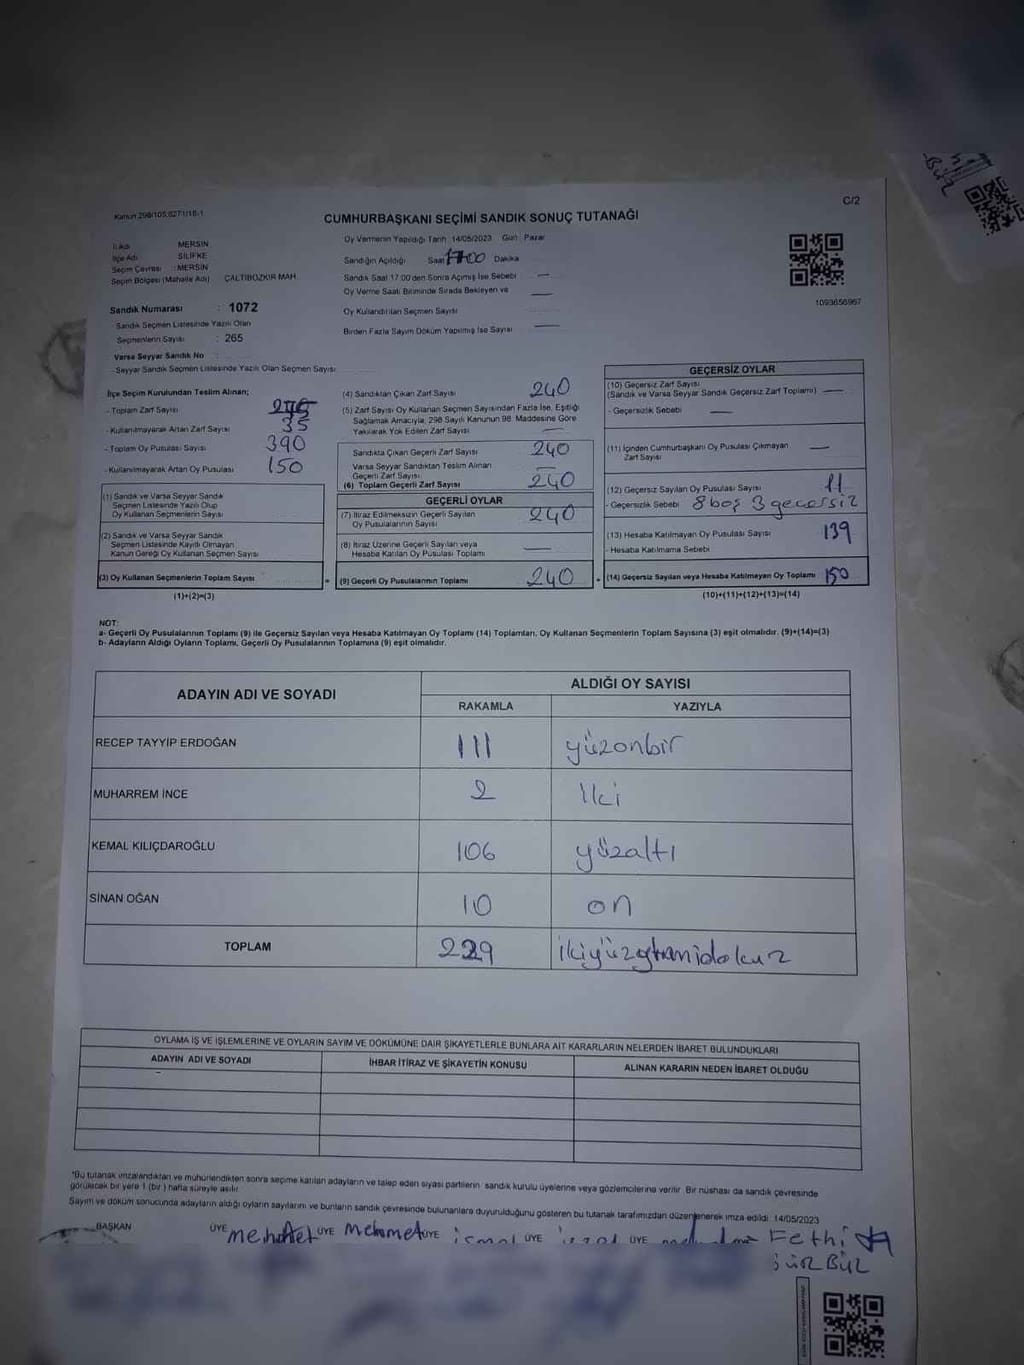 C/2
Kanun 298/105;6271/18-1
CUMHURBAŞKANI SEÇİMİ SANDIK SONUÇ TUTANAĞI
İl Adı MERSİN
İlçe Adı SİLİFKE
Seçim Çevresi : MERSİN
Seçim Bölgesi (Mahalle Adı) ÇALTIBOZKIR MAH.
Sandık Numarası : 1072
- Sandık Seçmen Listesinde Yazılı Olan
Seçmenlerin Sayısı : 265
Varsa Seyyar Sandık No
- Seyyar Sandık Seçmen Listesinde Yazılı Olan Seçmen Sayısı
Oy Vermenin Yapıldığı Tarih 14/05/2023 Gün Pazar
Sandığın Açıldığı Saat 17:00 Dakika
Sandık Saat 17:00'den Sonra Açılmış İse Sebebi —
Oy Verme Saati Bitiminde Sırada Bekleyen ve —
Oy Kullandırılan Seçmen Sayısı
Birden Fazla Sayım Döküm Yapılmış İse Sayısı —
1093656967
İlçe Seçim Kurulundan Teslim Alınan;
- Toplam Zarf Sayısı
- Kullanılmayarak Artan Zarf Sayısı 35
- Toplam Oy Pusulası Sayısı 390
- Kullanılmayarak Artan Oy Pusulası 150
(1) Sandık ve Varsa Seyyar Sandık
Seçmen Listesinde Yazılı Olup
Oy Kullanan Seçmenlerin Sayısı
(2) Sandık ve Varsa Seyyar Sandık
Seçmen Listesinde Kayıtlı Olmayan
Kanun Gereği Oy Kullanan Seçmen Sayısı
(3) Oy Kullanan Seçmenlerin Toplam Sayısı =
(1)+(2)=(3)
(4) Sandıktan Çıkan Zarf Sayısı 240
(5) Zarf Sayısı Oy Kullanan Seçmen Sayısından Fazla İse, Eşitliği
Sağlamak Amacıyla, 298 Sayılı Kanunun 98. Maddesine Göre
Yakılarak Yok Edilen Zarf Sayısı —
Sandıkta Çıkan Geçerli Zarf Sayısı 240
Varsa Seyyar Sandıktan Teslim Alınan
Geçerli Zarf Sayısı —
(6) Toplam Geçerli Zarf Sayısı 240
GEÇERLİ OYLAR
(7) İtiraz Edilmeksizin Geçerli Sayılan
Oy Pusulalarının Sayısı 240
(8) İtiraz Üzerine Geçerli Sayılan veya
Hesaba Katılan Oy Pusulası Toplamı —
(9) Geçerli Oy Pusulalarının Toplamı 240 +
GEÇERSİZ OYLAR
(10) Geçersiz Zarf Sayısı
(Sandık ve Varsa Seyyar Sandık Geçersiz Zarf Toplamı) —
- Geçersizlik Sebebi —
(11) İçinden Cumhurbaşkanı Oy Pusulası Çıkmayan
Zarf Sayısı —
(12) Geçersiz Sayılan Oy Pusulası Sayısı 11
- Geçersizlik Sebebi 8 boş 3 geçersiz
(13) Hesaba Katılmayan Oy Pusulası Sayısı 139
- Hesaba Katılmama Sebebi
(14) Geçersiz Sayılan veya Hesaba Katılmayan Oy Toplamı 150
(10)+(11)+(12)+(13)=(14)
NOT:
a- Geçerli Oy Pusulalarının Toplamı (9) ile Geçersiz Sayılan veya Hesaba Katılmayan Oy Toplamı (14) Toplamları, Oy Kullanan Seçmenlerin Toplam Sayısına (3) eşit olmalıdır. (9)+(14)=(3)
b- Adayların Aldığı Oyların Toplamı, Geçerli Oy Pusulalarının Toplamına (9) eşit olmalıdır.
ADAYIN ADI VE SOYADI ALDIĞI OY SAYISI
RAKAMLA YAZIYLA
RECEP TAYYİP ERDOĞAN 111 yüzonbir
MUHARREM İNCE 2 İki
KEMAL KILIÇDAROĞLU 106 yüzaltı
SİNAN OĞAN 10 on
TOPLAM 229
OYLAMA İŞ VE İŞLEMLERİNE VE OYLARIN SAYIM VE DÖKÜMÜNE DAİR ŞİKAYETLERLE BUNLARA AİT KARARLARIN NELERDEN İBARET BULUNDUKLARI
ADAYIN ADI VE SOYADI İHBAR İTİRAZ VE ŞİKAYETİN KONUSU ALINAN KARARIN NEDEN İBARET OLDUĞU
*Bu tutanak imzalandıktan ve mühürlendikten sonra seçime katılan adayların ve talep eden siyasi partilerin sandık kurulu üyelerine veya gözlemcilerine verilir. Bir nüshası da sandık çevresinde
görülecek bir yere 1 (bir) hafta süreyle asılır.
Sayım ve döküm sonucunda adayların aldığı oyların sayılarını ve bunların sandık çevresinde bulunanlara duyurulduğunu gösteren bu tutanak tarafımızdan düzenlenerek imza edildi. 14/05/2023
BAŞKAN ÜYE Mehmet ÜYE Mehmet ÜYE ismail ÜYE ÜYE Fethi
GÜRBÜZ